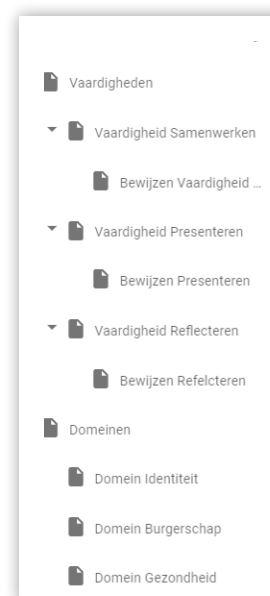 Vaardigheden
Vaardigheid Samenwerken
Bewijzen Vaardigheid ...
Vaardigheid Presenteren
Bewijzen Presenteren
Vaardigheid Reflecteren
Bewijzen Refelcteren
Domeinen
Domein Identiteit
Domein Burgerschap
Domein Gezondheid